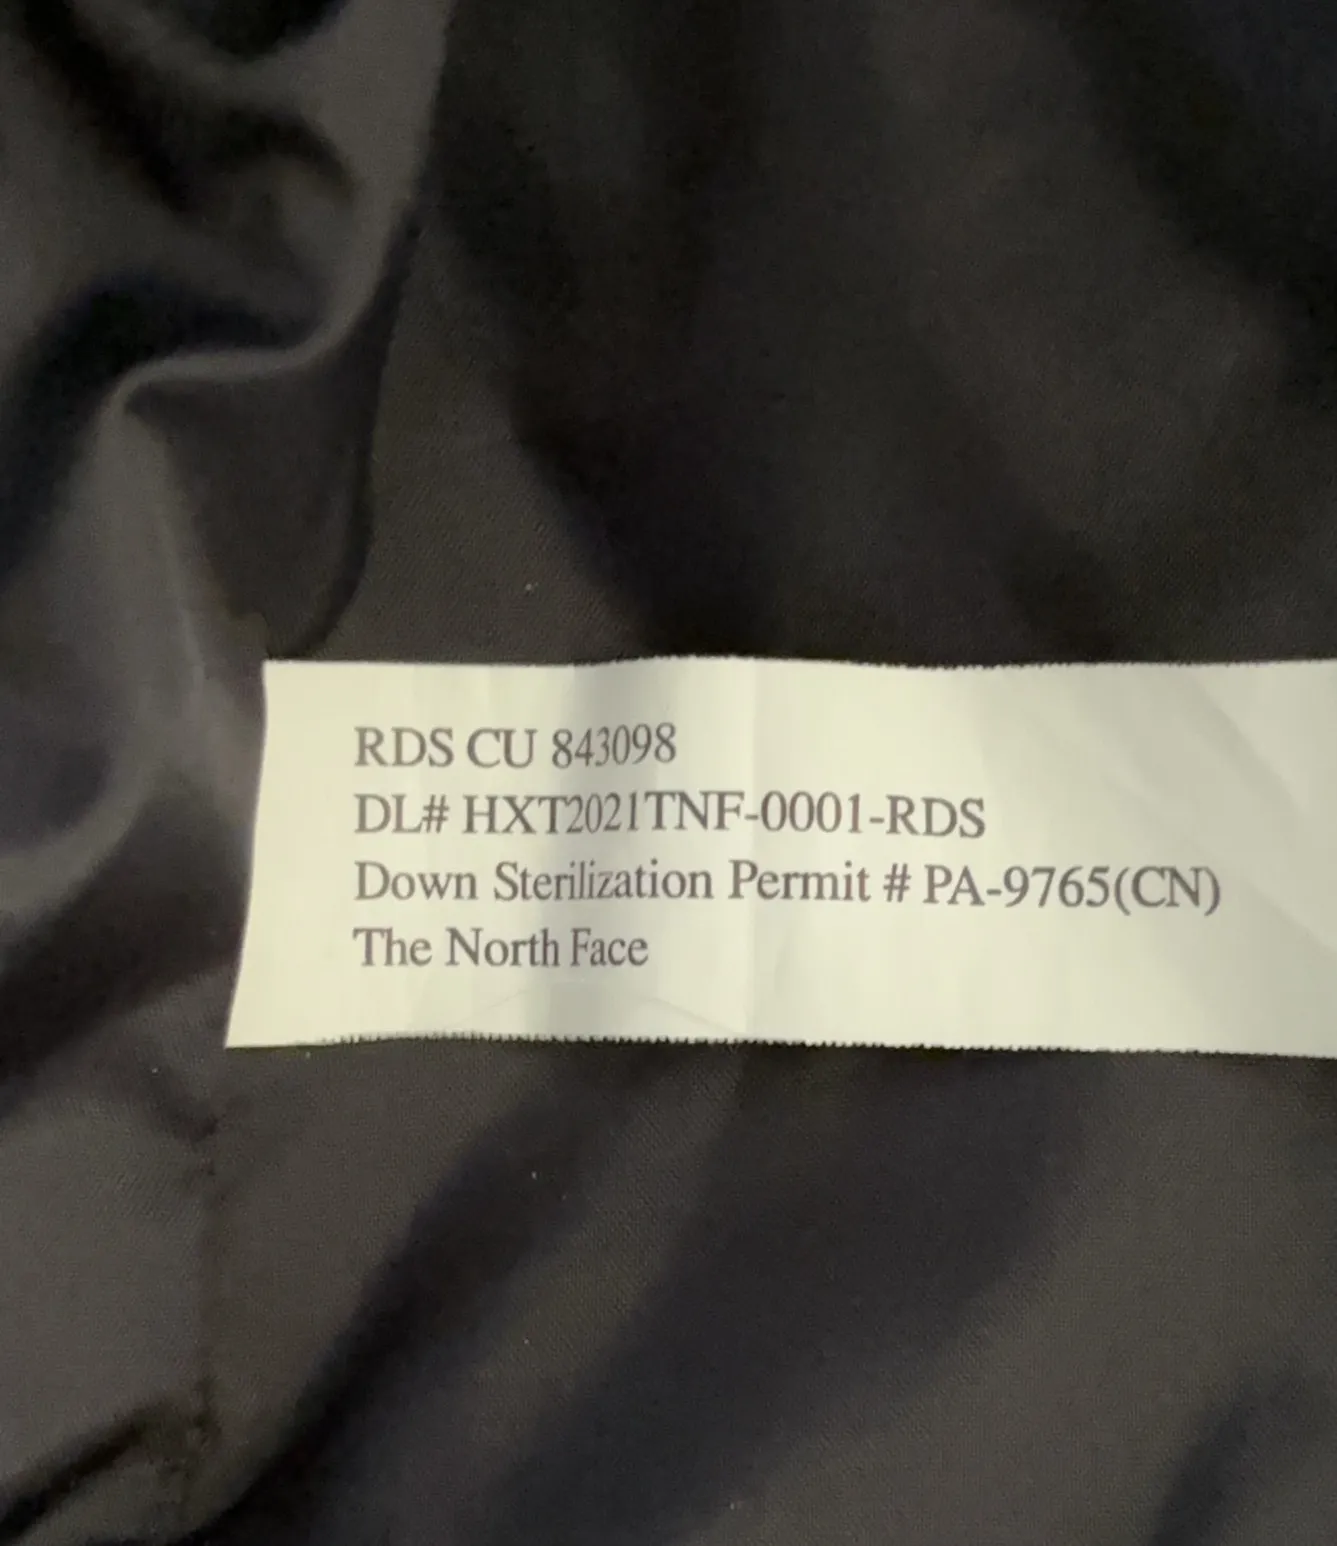 RDS CU 843098
DL# HXT2021TNF-0001-RDS
Down Sterilization Permit # PA-9765(CN)
The North Face